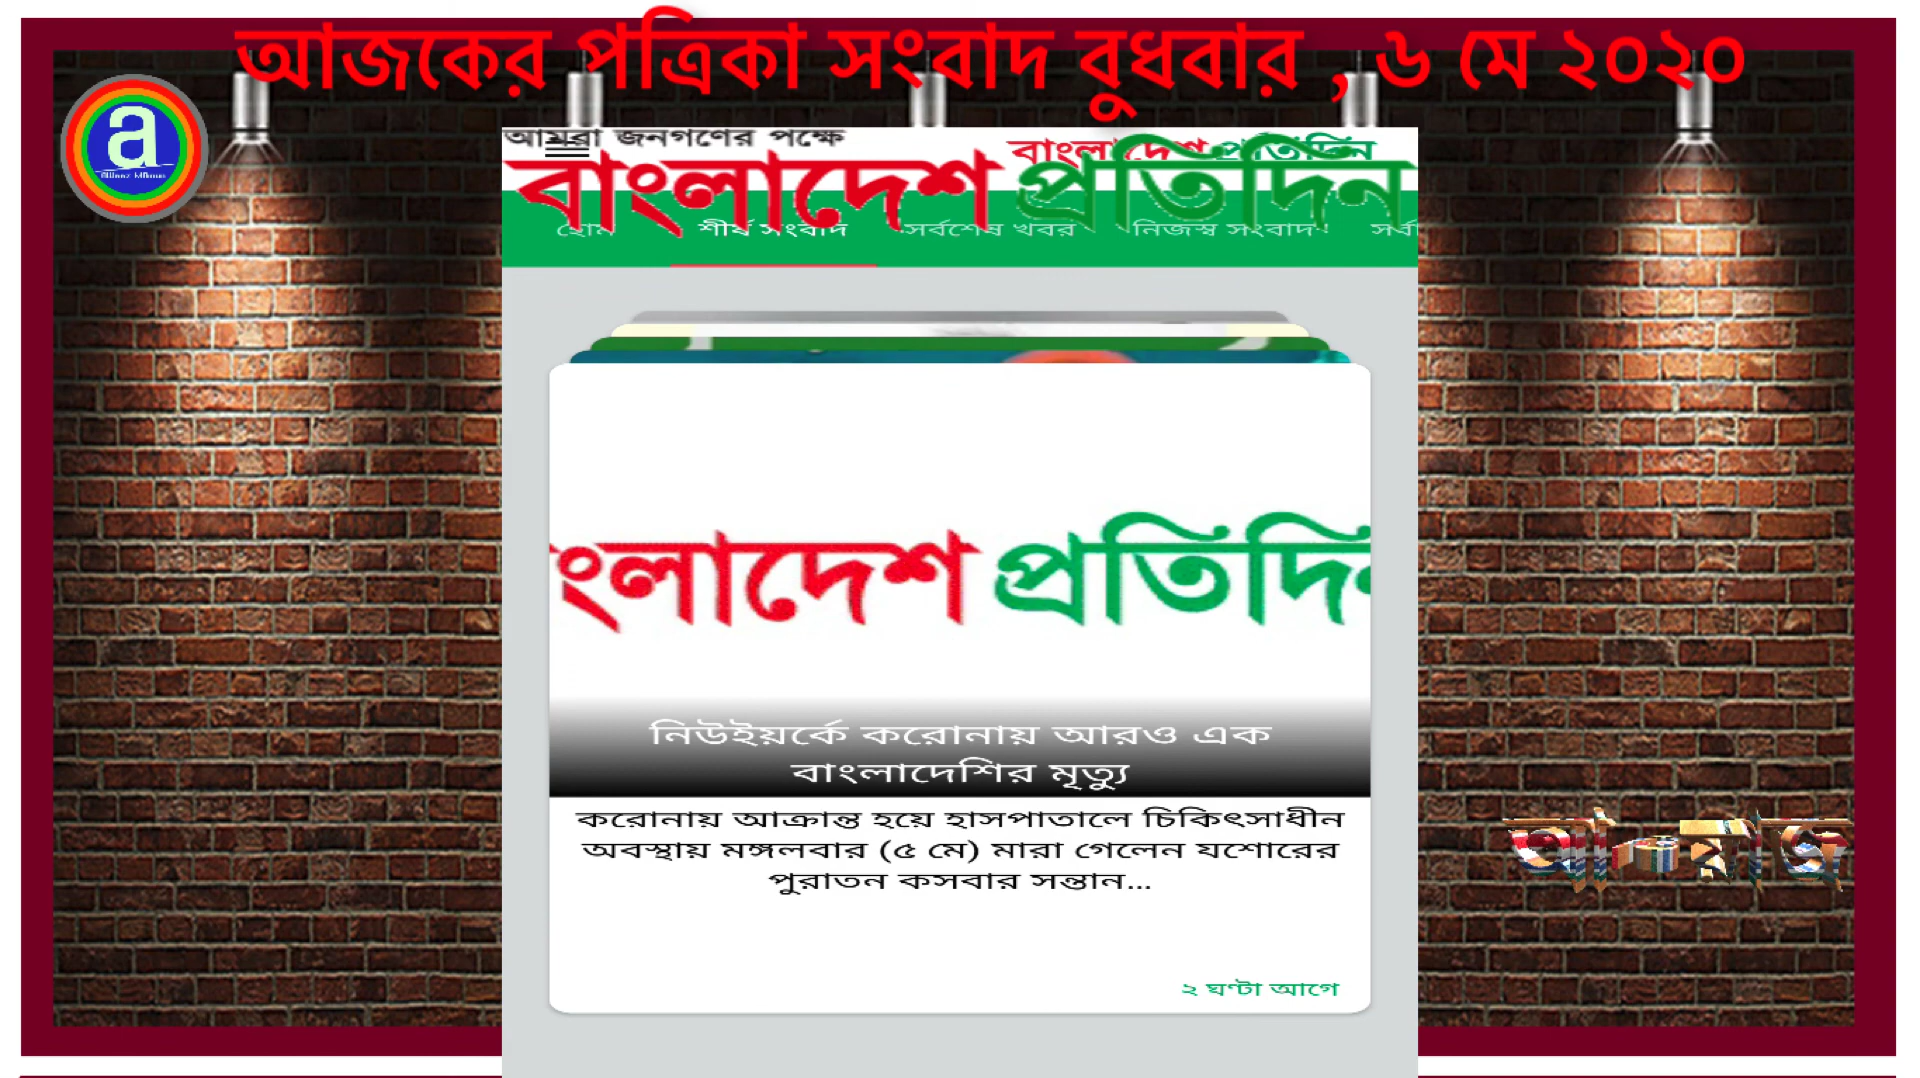 আজকের পত্রিকা সংবাদ বুধবার , ৬ মে ২০২০
a
আমরা জনগণের পক্ষে
বাংলাদেশ প্রতিদিন
বাংলাদেশ প্রতিদিন
হোম শীর্ষ সংবাদ সর্বশেষ খবর নিজস্ব সংবাদ সর্বা
ংলাদেশ প্রতিদিন
নিউইয়র্কে করোনায় আরও এক
বাংলাদেশির মৃত্যু
করোনায় আক্রান্ত হয়ে হাসপাতালে চিকিৎসাধীন
অবস্থায় মঙ্গলবার (৫ মে) মারা গেলেন যশোরের
পুরাতন কসবার সন্তান...
২ ঘণ্টা আগে